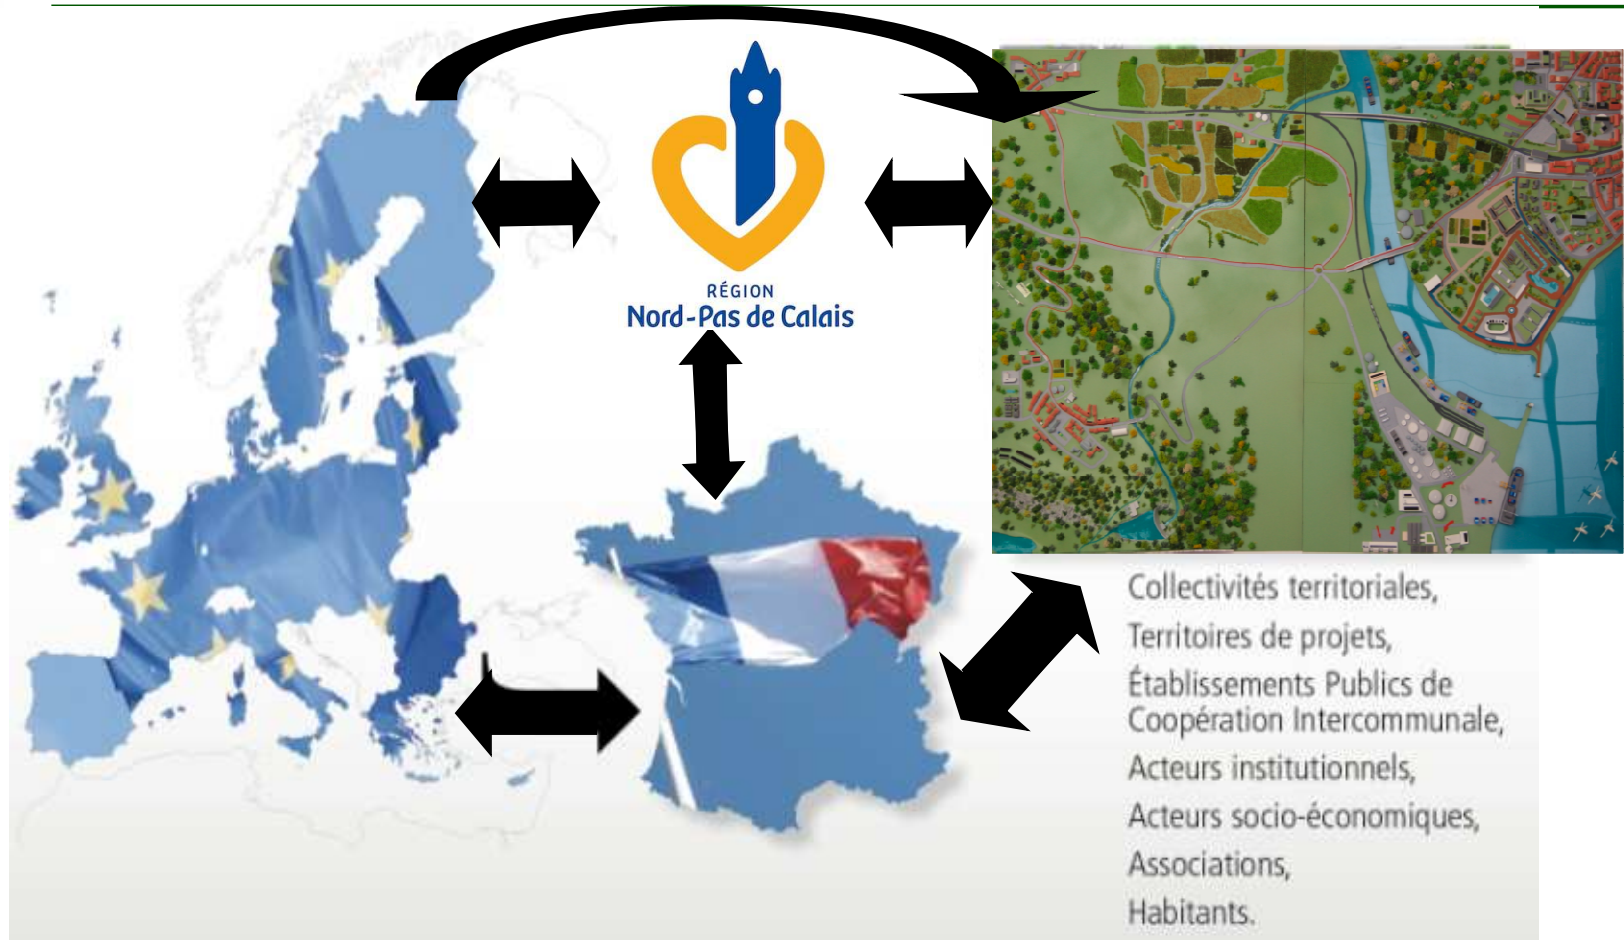 RÉGION
Nord-Pas de Calais
Collectivités territoriales,
Territoires de projets,
Établissements Publics de
Coopération Intercommunale,
Acteurs institutionnels,
Acteurs socio-économiques,
Associations,
Habitants.